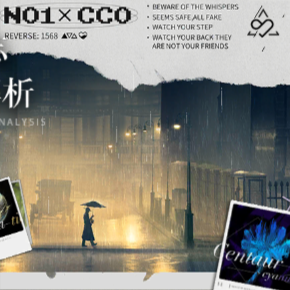 NO1×CCO
REVERSE: 1568
• BEWARE OF THE WHISPERS
• SEEMS SAFE,ALL FAKE
• WATCH YOUR STEP
• WATCH YOUR BACK THEY
ARE NOT YOUR FRIENDS
析
NALYSIS
Centaur